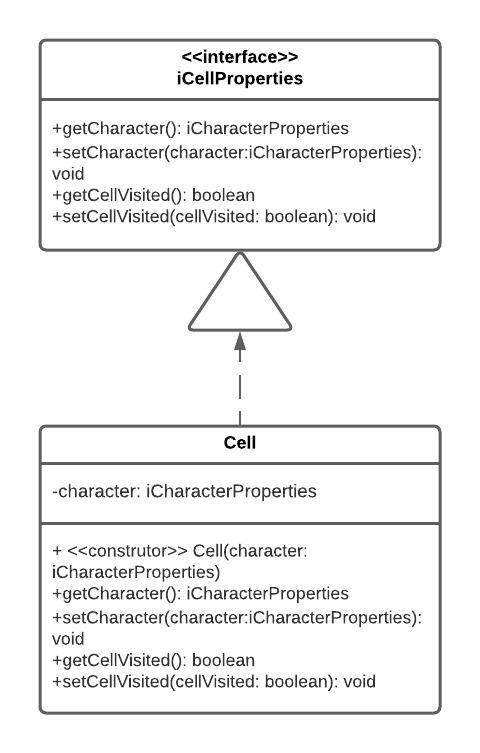 <<interface>>
iCellProperties
+getCharacter(): iCharacterProperties
+setCharacter(character:iCharacterProperties):
void
+getCellVisited(): boolean
+setCellVisited(cellVisited: boolean): void
Cell
-character: iCharacterProperties
+ <<construtor>> Cell(character:
iCharacterProperties)
+getCharacter(): iCharacterProperties
+setCharacter(character:iCharacterProperties):
void
+getCellVisited(): boolean
+setCellVisited(cellVisited: boolean): void